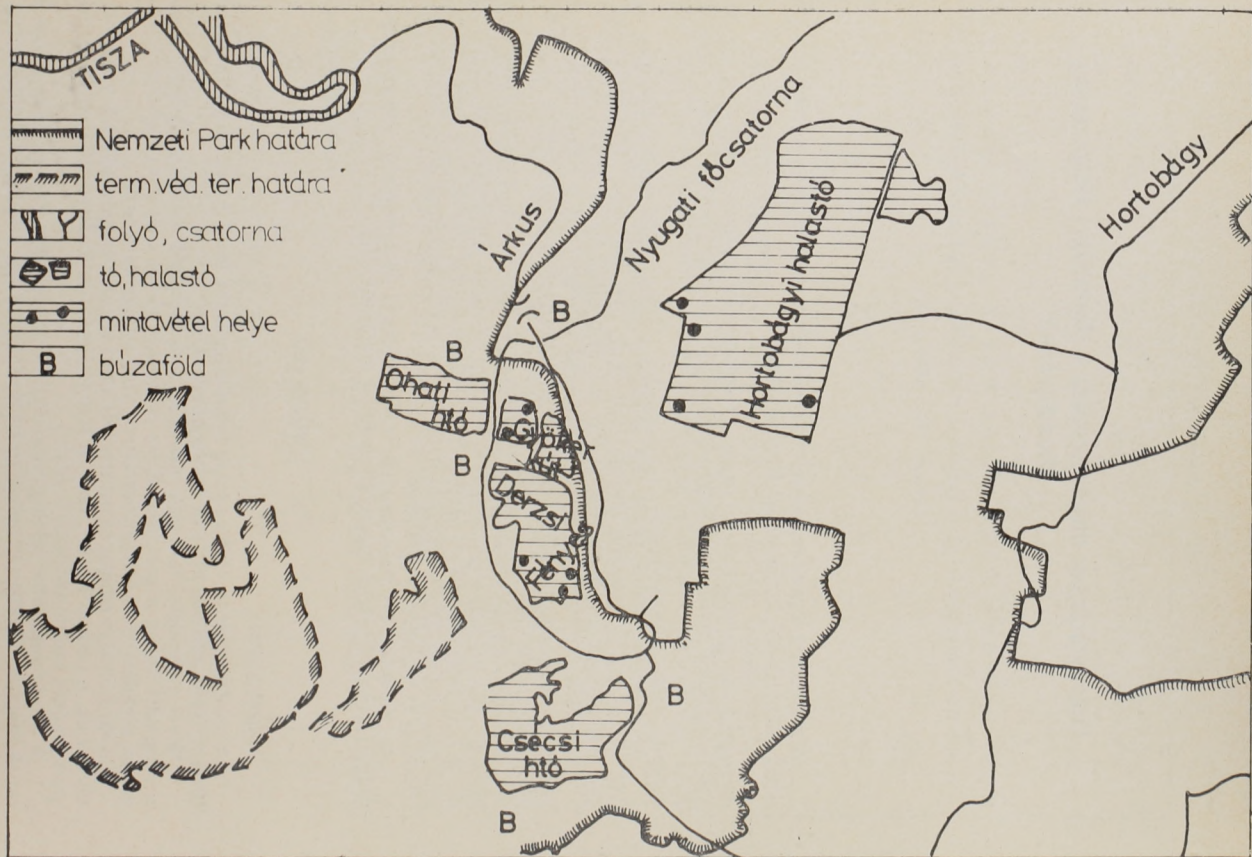 TISZA
Nemzeti Park határa
term.véd. ter. határa
folyó, csatorna
tó, halastó
mintavétel helye
B búzaföld
Árkus
Nyugati főcsatorna
Hortobágyi halastó
Hortobágy
B
B
Ohati
htó
B
Derzsi
B
Csecsi
htó
B